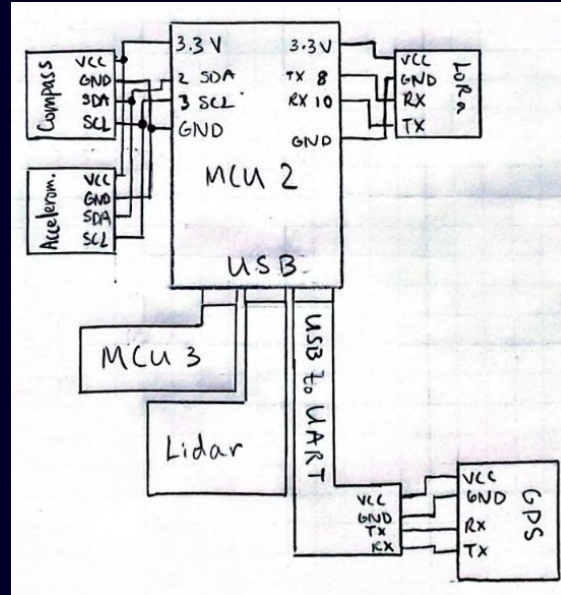 Compass
VCC
GND
SDA
SCL
Accelerom.
VCC
GND
SDA
SCL
3.3V
2 SDA
3 SCL
GND
3.3V
TX 8
RX 10
GND
MCU 2
USB
VCC
GND
RX
TX
LoRa
MCU 3
Lidar
USB to UART
VCC
GND
TX
RX
VCC
GND
RX
TX
GPS